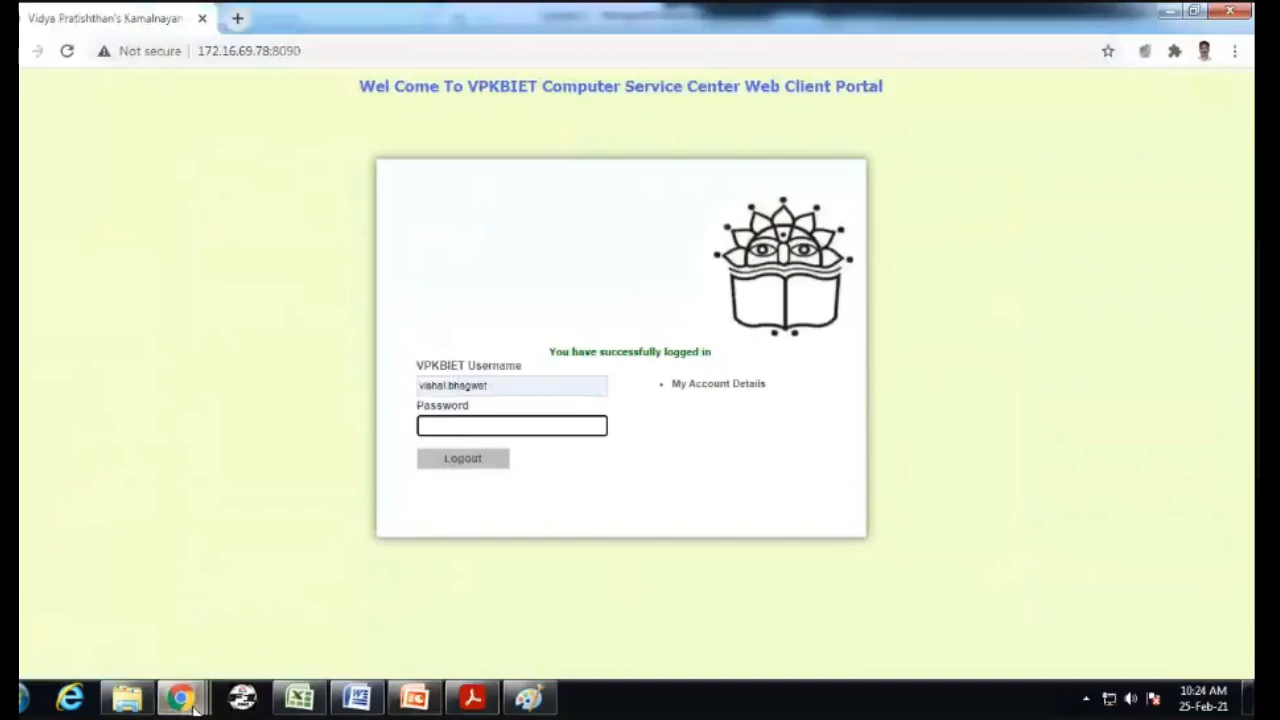 Vidya Pratishthan's Kamalnayan
Not secure 172.16.69.78:8090
Wel Come To VPKBIET Computer Service Center Web Client Portal
You have successfully logged in
VPKBIET Username
vishal.bhagwat
My Account Details
Password
Logout
10:24 AM
25-Feb-21